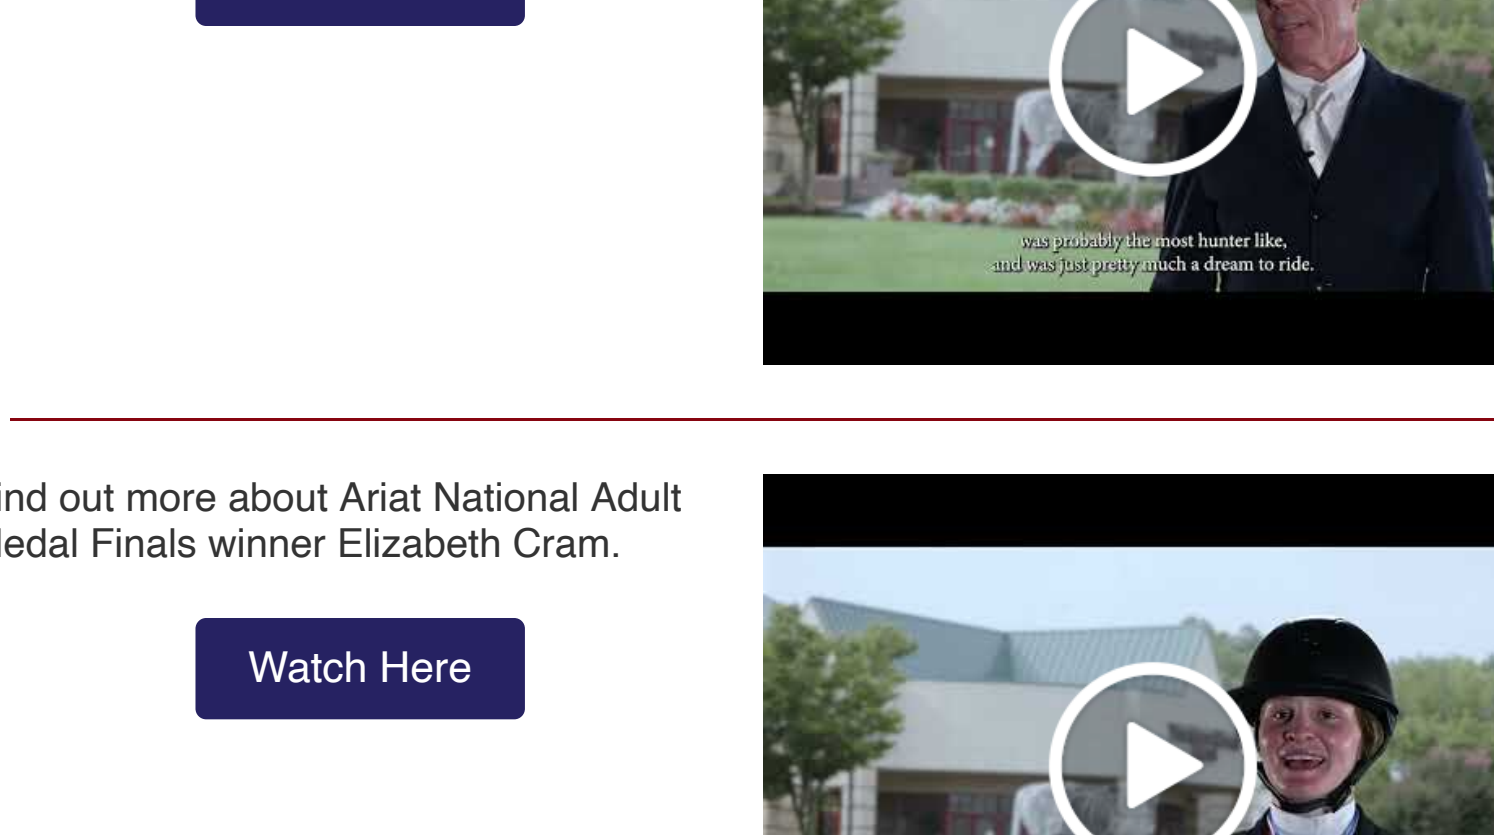 was probably the most hunter like,
and was just pretty much a dream to ride.
ind out more about Ariat National Adult
edal Finals winner Elizabeth Cram.
Watch Here